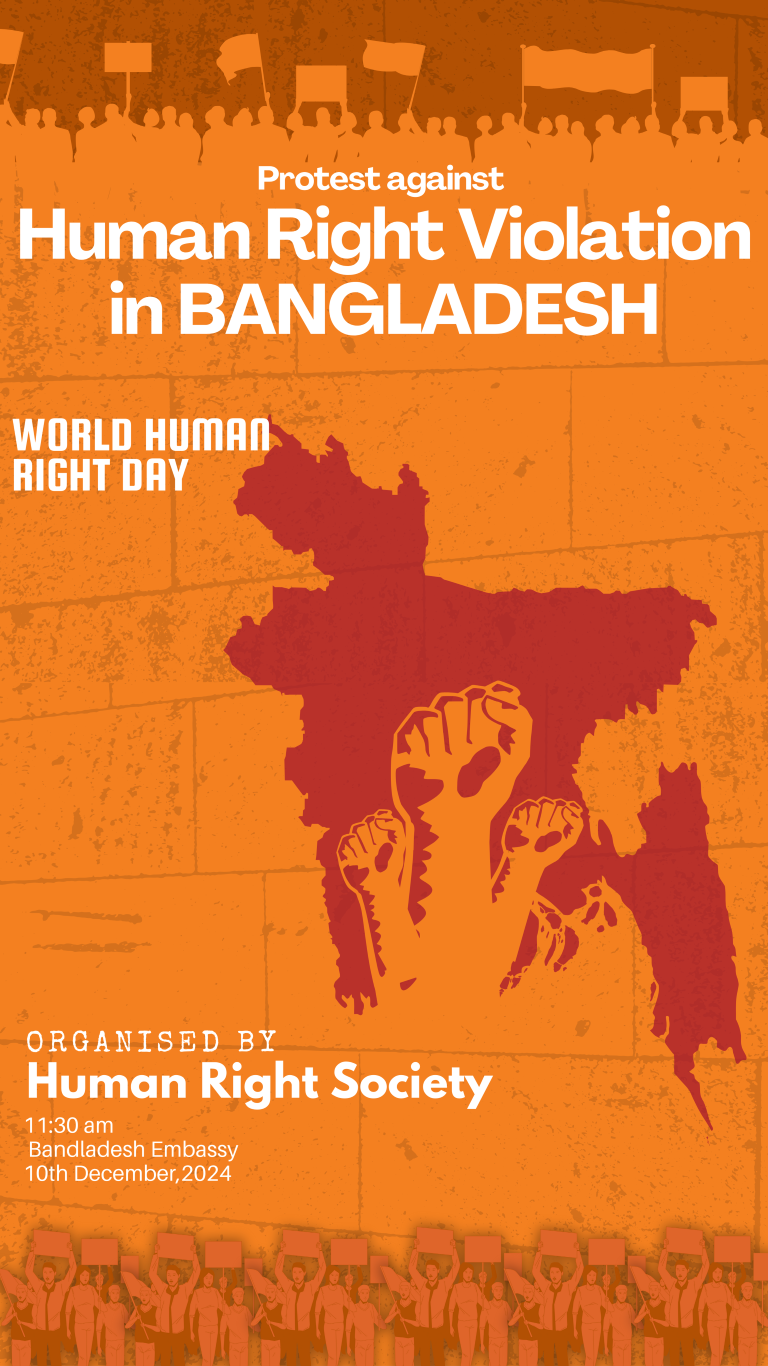 Protest against
Human Right Violation
in BANGLADESH
WORLD HUMAN
RIGHT DAY
ORGANISED BY
Human Right Society
11:30 am
Bandladesh Embassy
10th December,2024